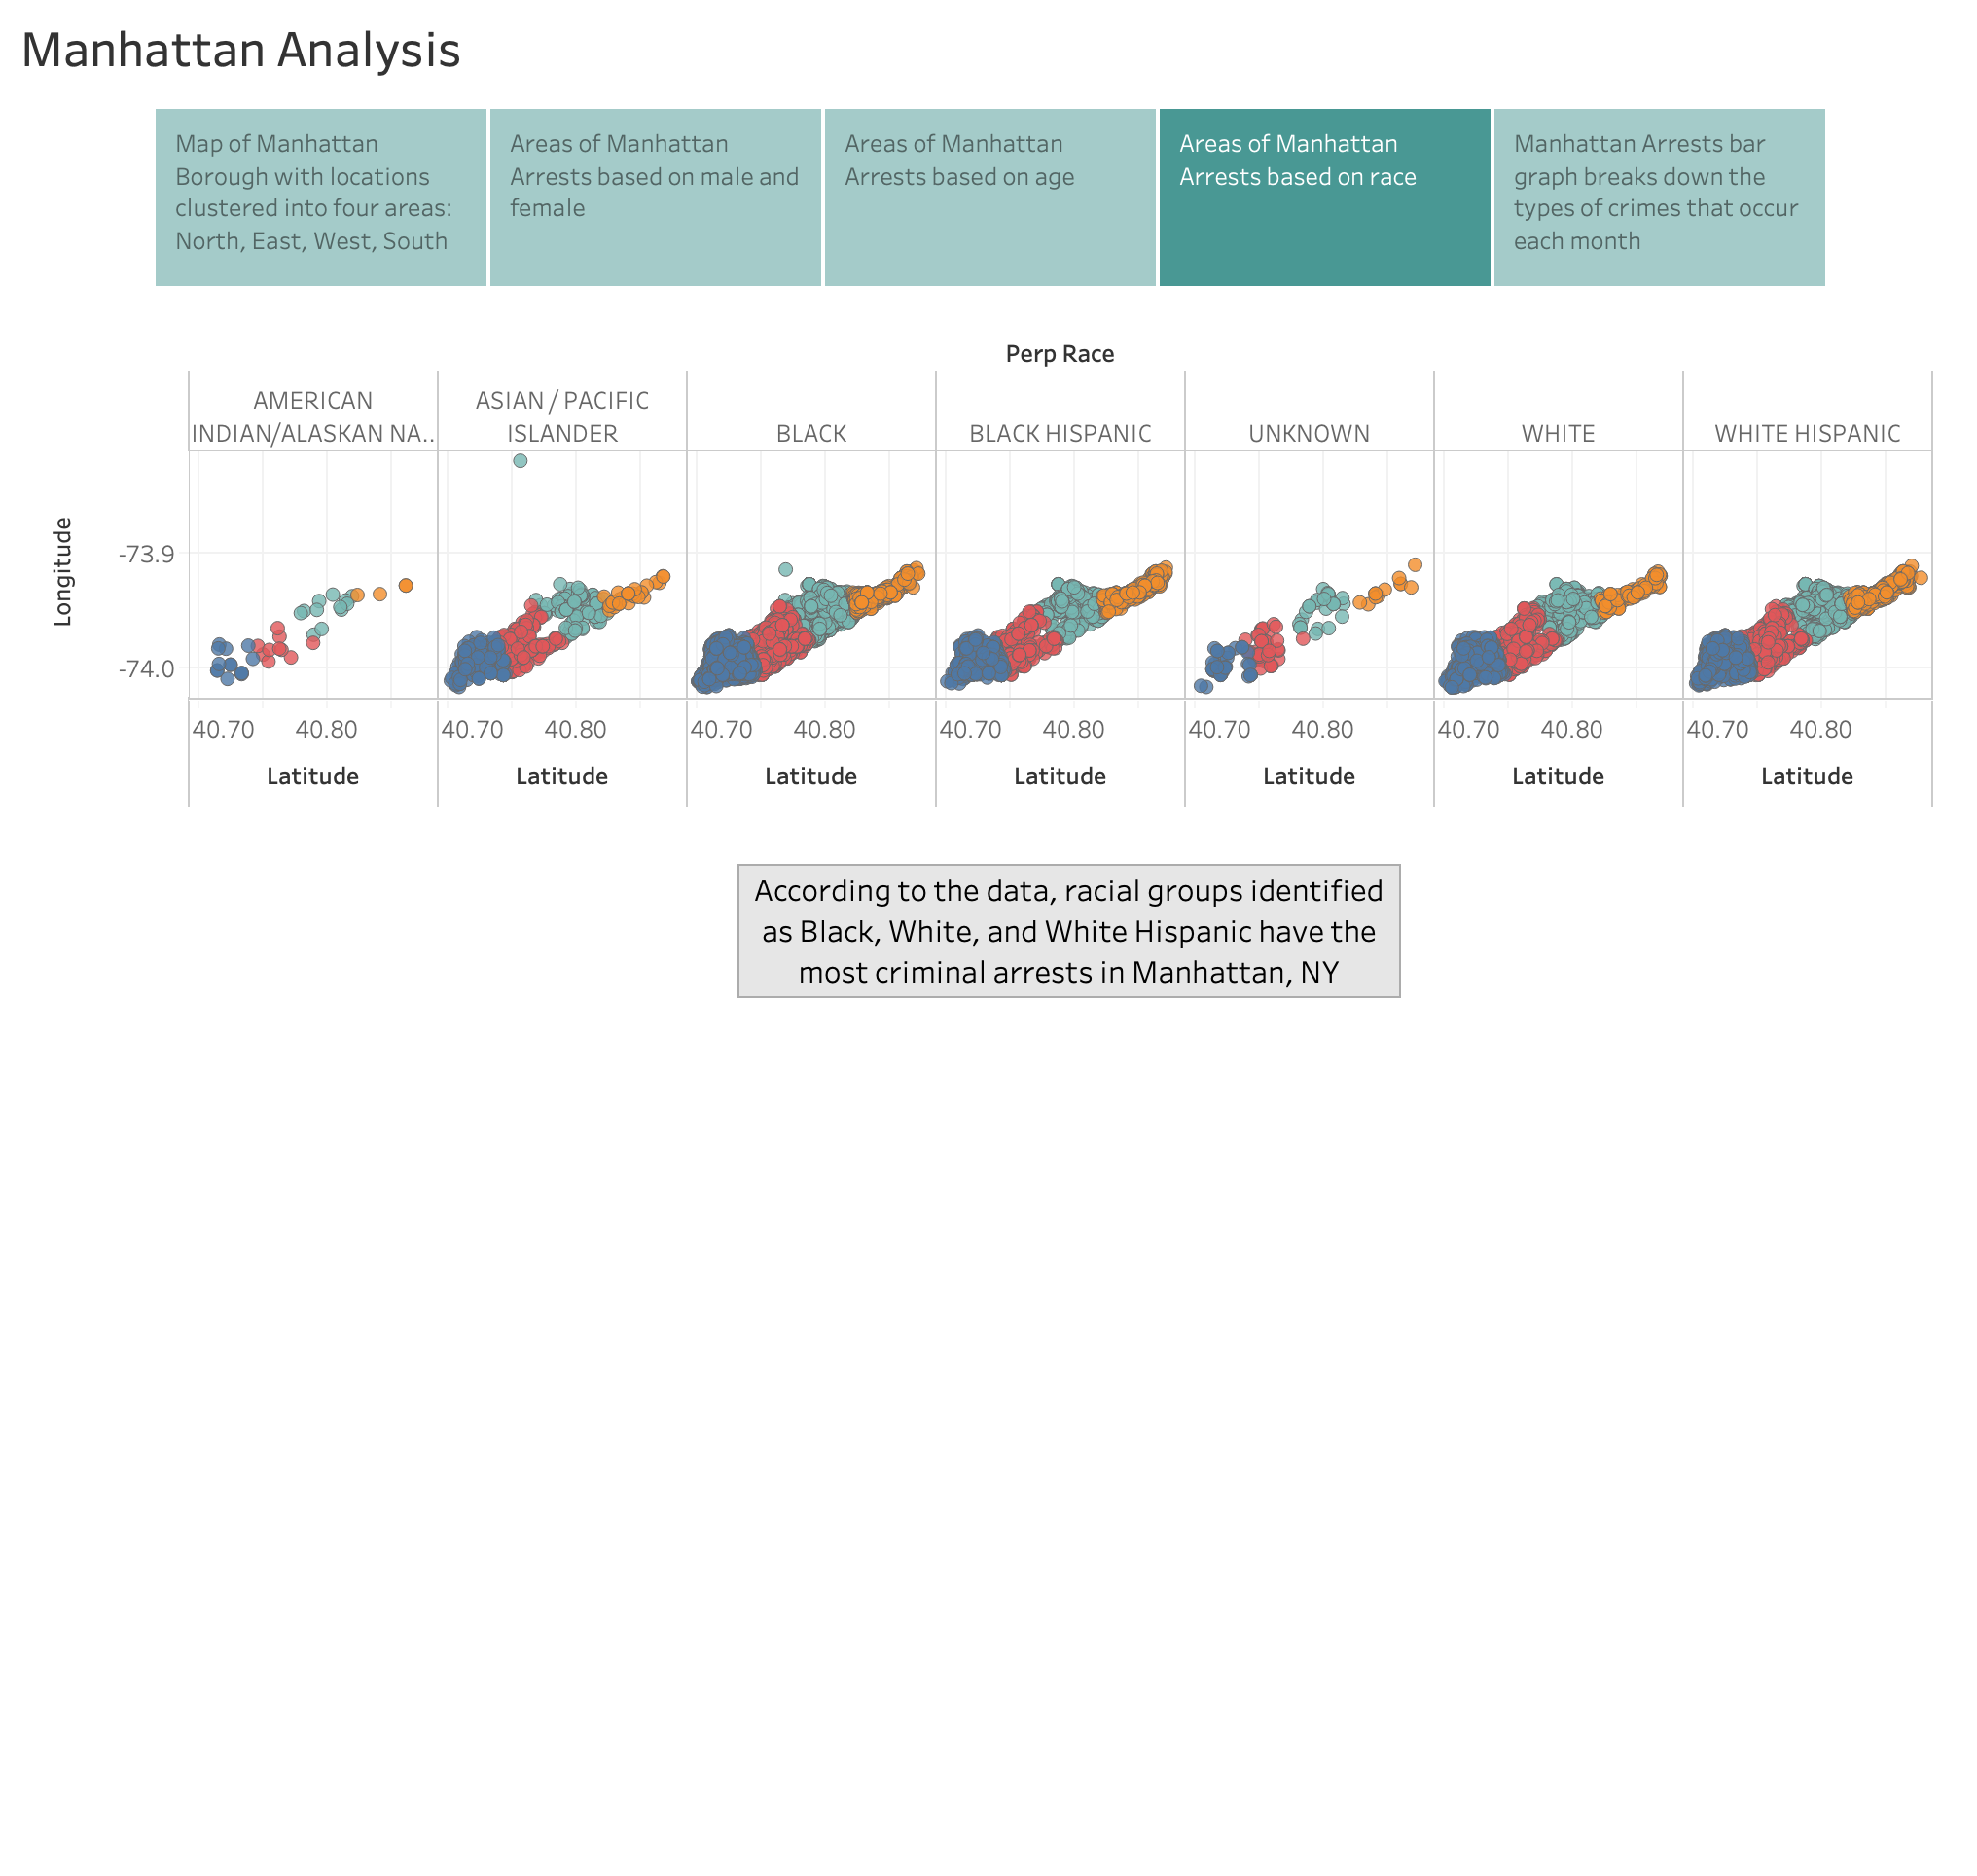 Manhattan Analysis
Map of Manhattan
Borough with locations
clustered into four areas:
North, East, West, South
Areas of Manhattan
Arrests based on male and
female
Areas of Manhattan
Arrests based on age
Areas of Manhattan
Arrests based on race
Manhattan Arrests bar
graph breaks down the
types of crimes that occur
each month
Perp Race
AMERICAN
INDIAN/ALASKAN NA..
ASIAN / PACIFIC
ISLANDER
BLACK
BLACK HISPANIC
UNKNOWN
WHITE
WHITE HISPANIC
Longitude
-73.9
-74.0
40.70 40.80 40.70 40.80 40.70 40.80 40.70 40.80 40.70 40.80 40.70 40.80 40.70 40.80
Latitude Latitude Latitude Latitude Latitude Latitude Latitude
According to the data, racial groups identified
as Black, White, and White Hispanic have the
most criminal arrests in Manhattan, NY